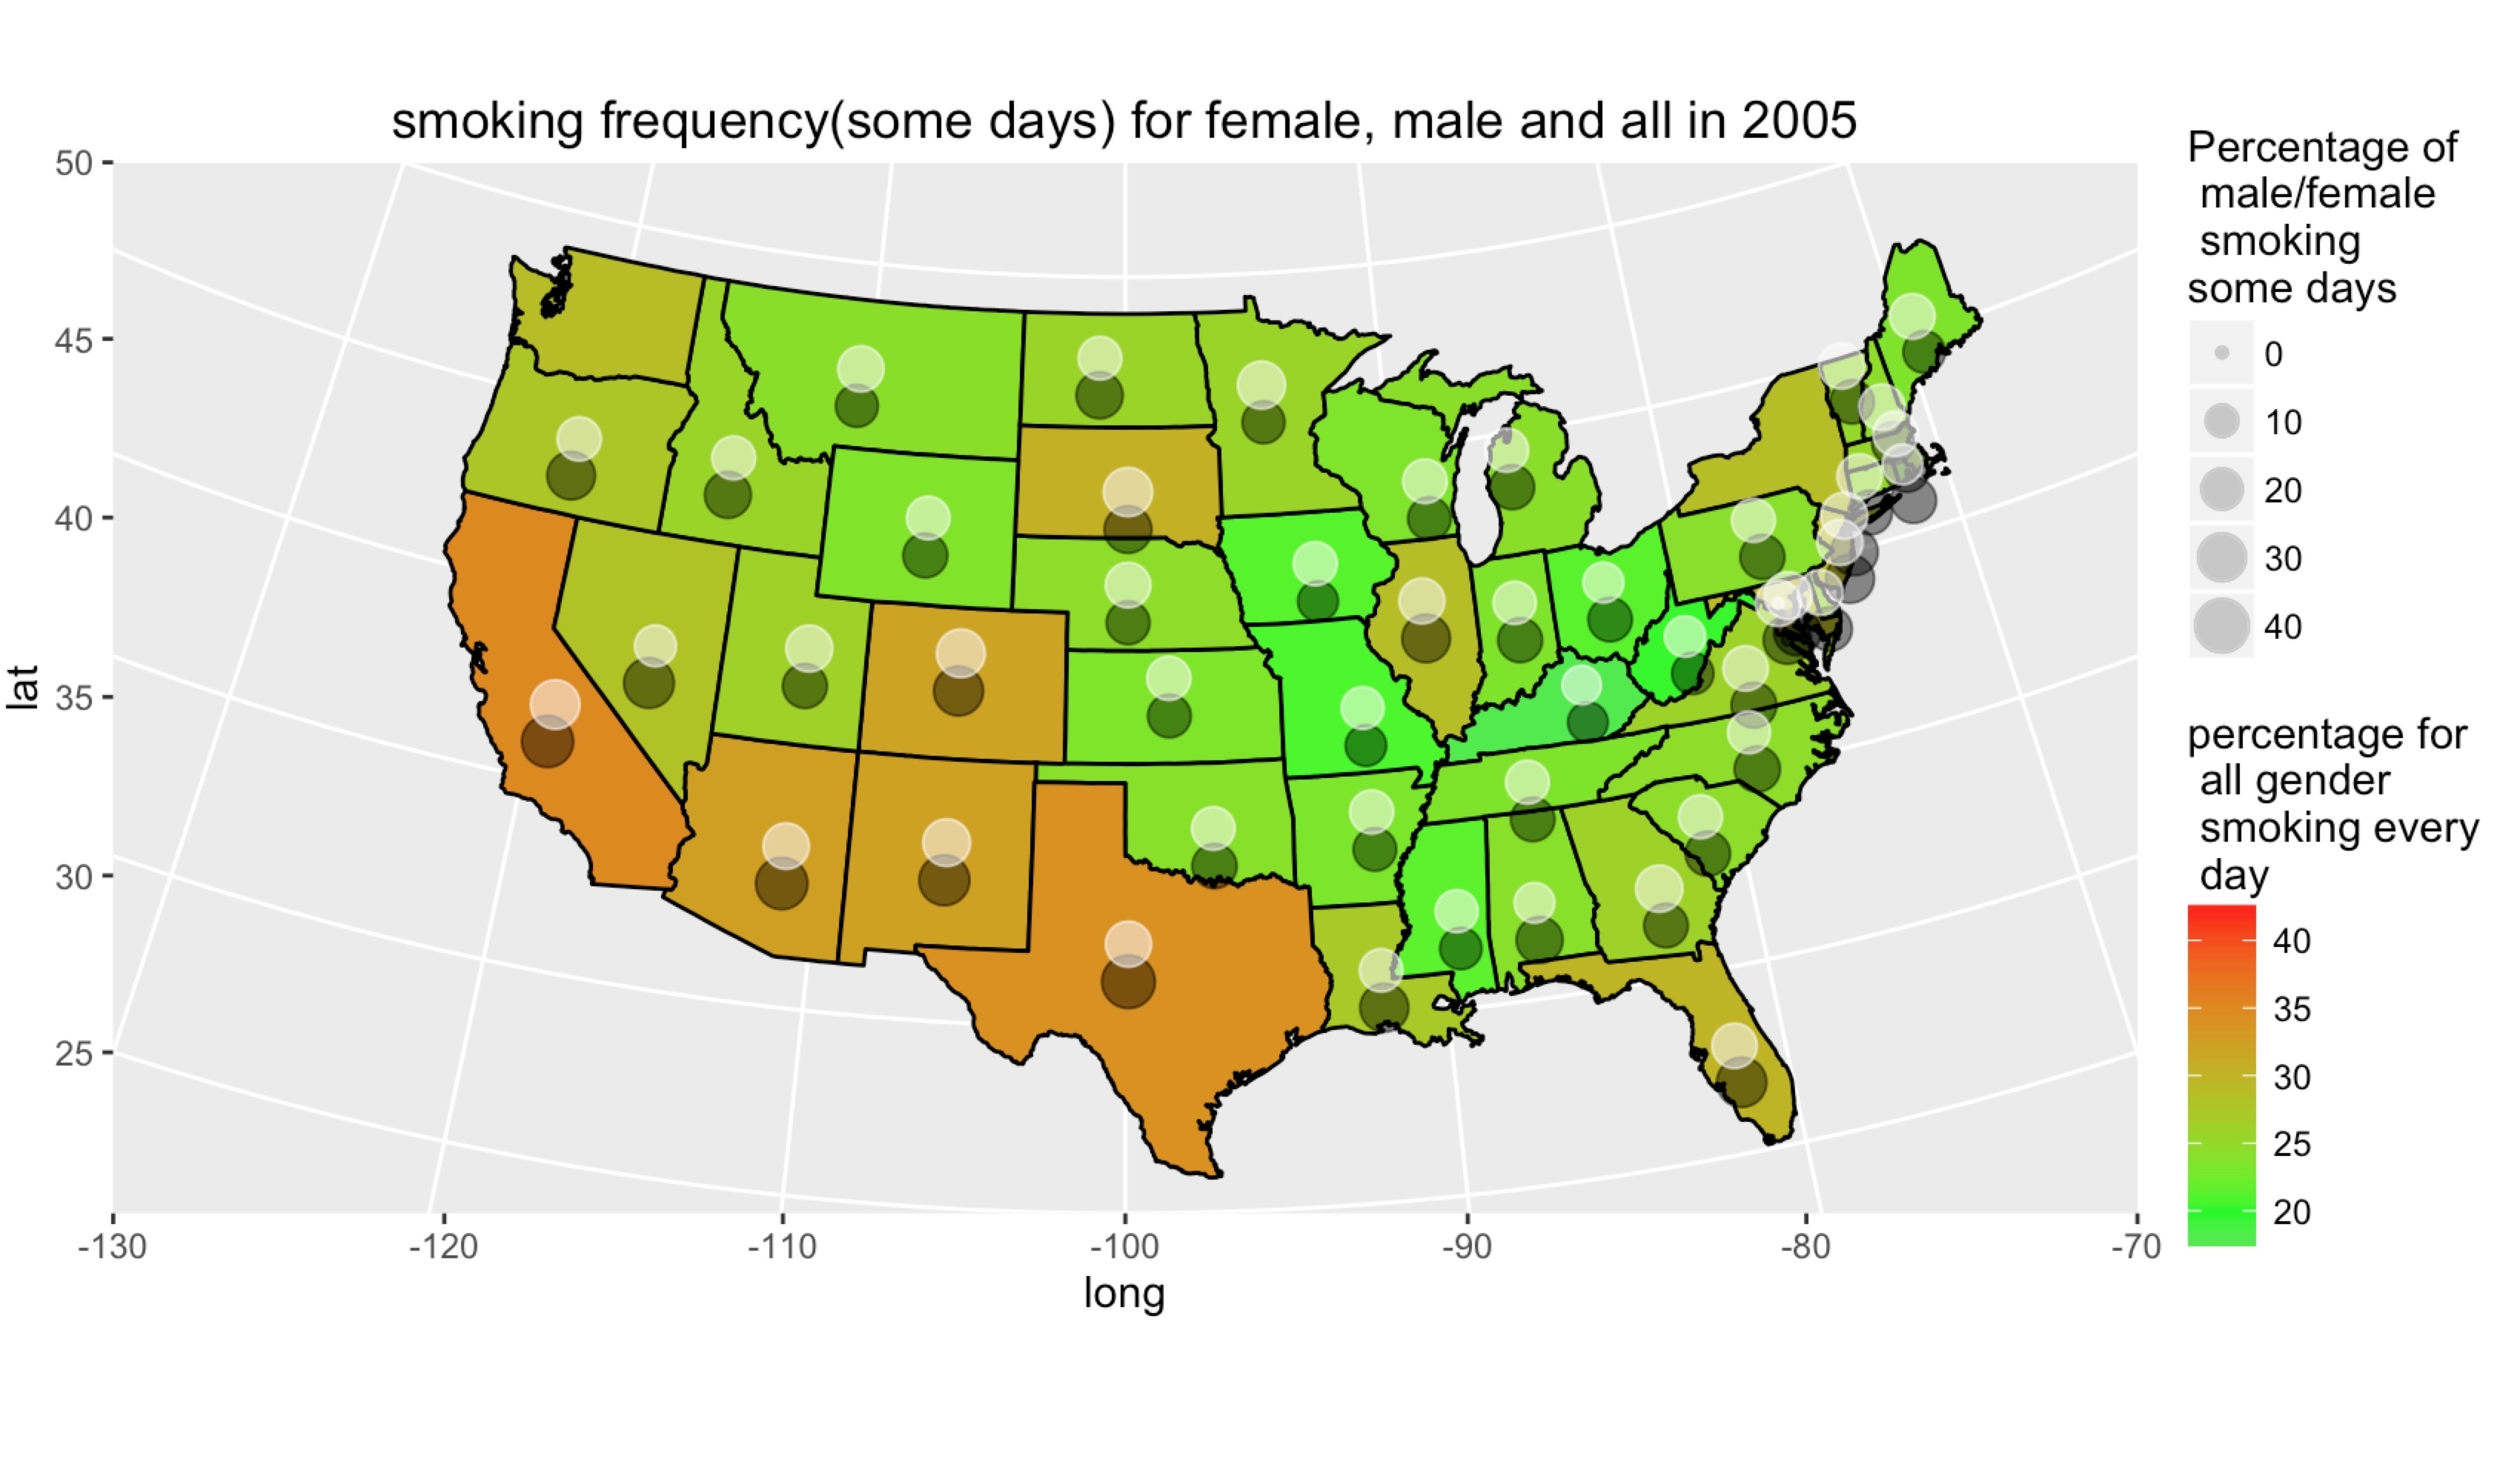 smoking frequency(some days) for female, male and all in 2005
50
45
40
35
30
25
lat
-130
-120
-110
-100
-90
-80
-70
long
Percentage of
male/female
smoking
some days
0
10
20
30
40
percentage for
all gender
smoking every
day
40
35
30
25
20